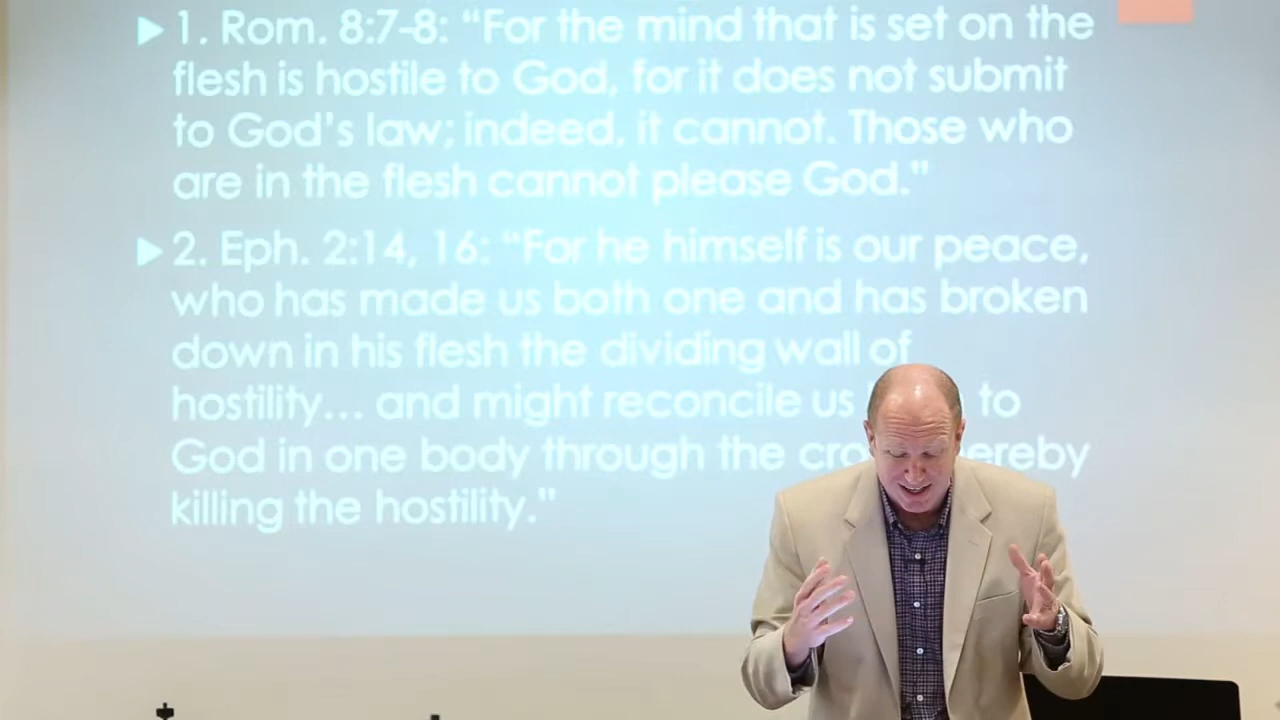 1. Rom. 8:7-8: “For the mind that is set on the
flesh is hostile to God, for it does not submit
to God’s law; indeed, it cannot. Those who
are in the flesh cannot please God.”
2. Eph. 2:14, 16: “For he himself is our peace,
who has made us both one and has broken
down in his flesh the dividing wall of
hostility… and might reconcile us to
God in one body through the
killing the hostility.”